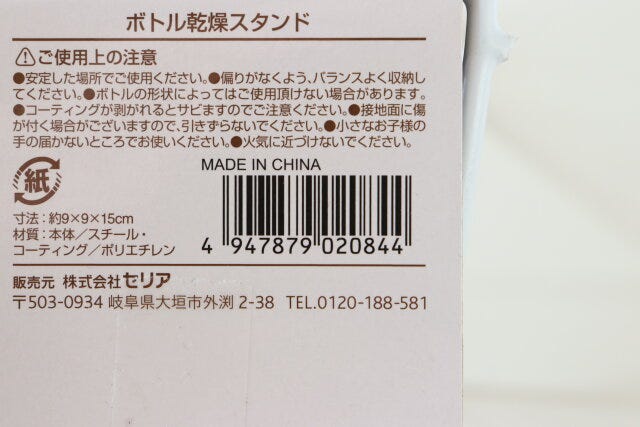 ボトル乾燥スタンド
⚠ご使用上の注意
●安定した場所でご使用ください。●偏りがなくよう、バランスよく収納し
てください。●ボトルの形状によってはご使用頂けない場合があります。
●コーティングが剥がれるとサビますのでご注意ください。●接地面に傷
が付く場合がございますので、引きずらないでください。●小さなお子様の
手の届かないところでお使いください。●火気に近づけないでください。
MADE IN CHINA
紙
寸法：約9×9×15cm
材質：本体／スチール・
コーティング／ポリエチレン
4 947879 020844
販売元 株式会社セリア
〒503-0934 岐阜県大垣市外渕 2-38 TEL.0120-188-581